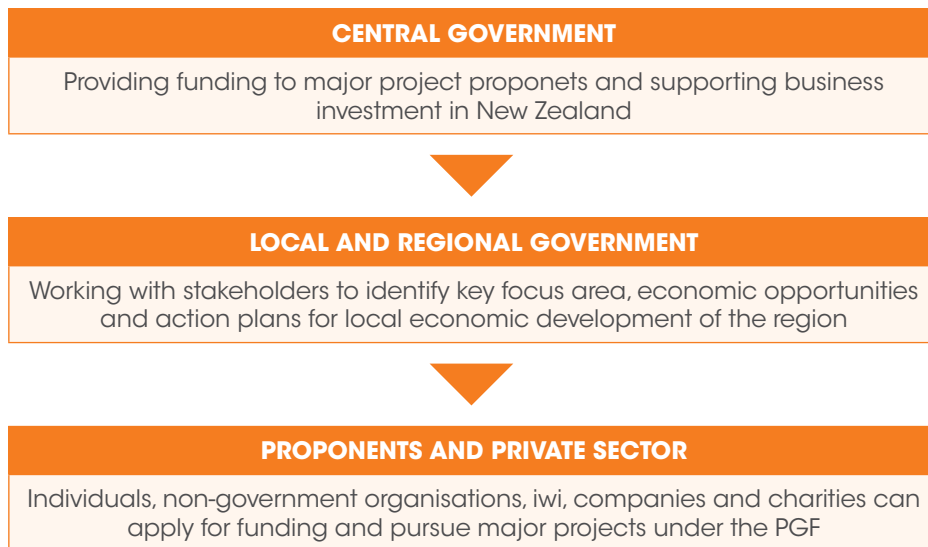 CENTRAL GOVERNMENT
Providing funding to major project proponets and supporting business
investment in New Zealand
LOCAL AND REGIONAL GOVERNMENT
Working with stakeholders to identify key focus area, economic opportunities
and action plans for local economic development of the region
PROPONENTS AND PRIVATE SECTOR
Individuals, non-government organisations, iwi, companies and charities can
apply for funding and pursue major projects under the PGF